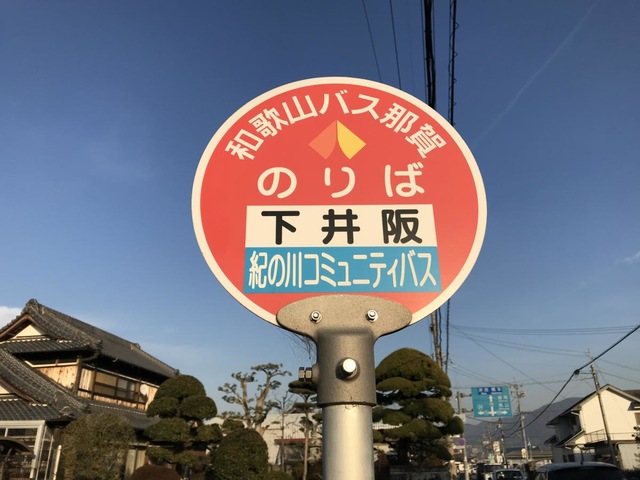 和歌山バス那賀
のりば
下井阪
紀の川コミュニティバス